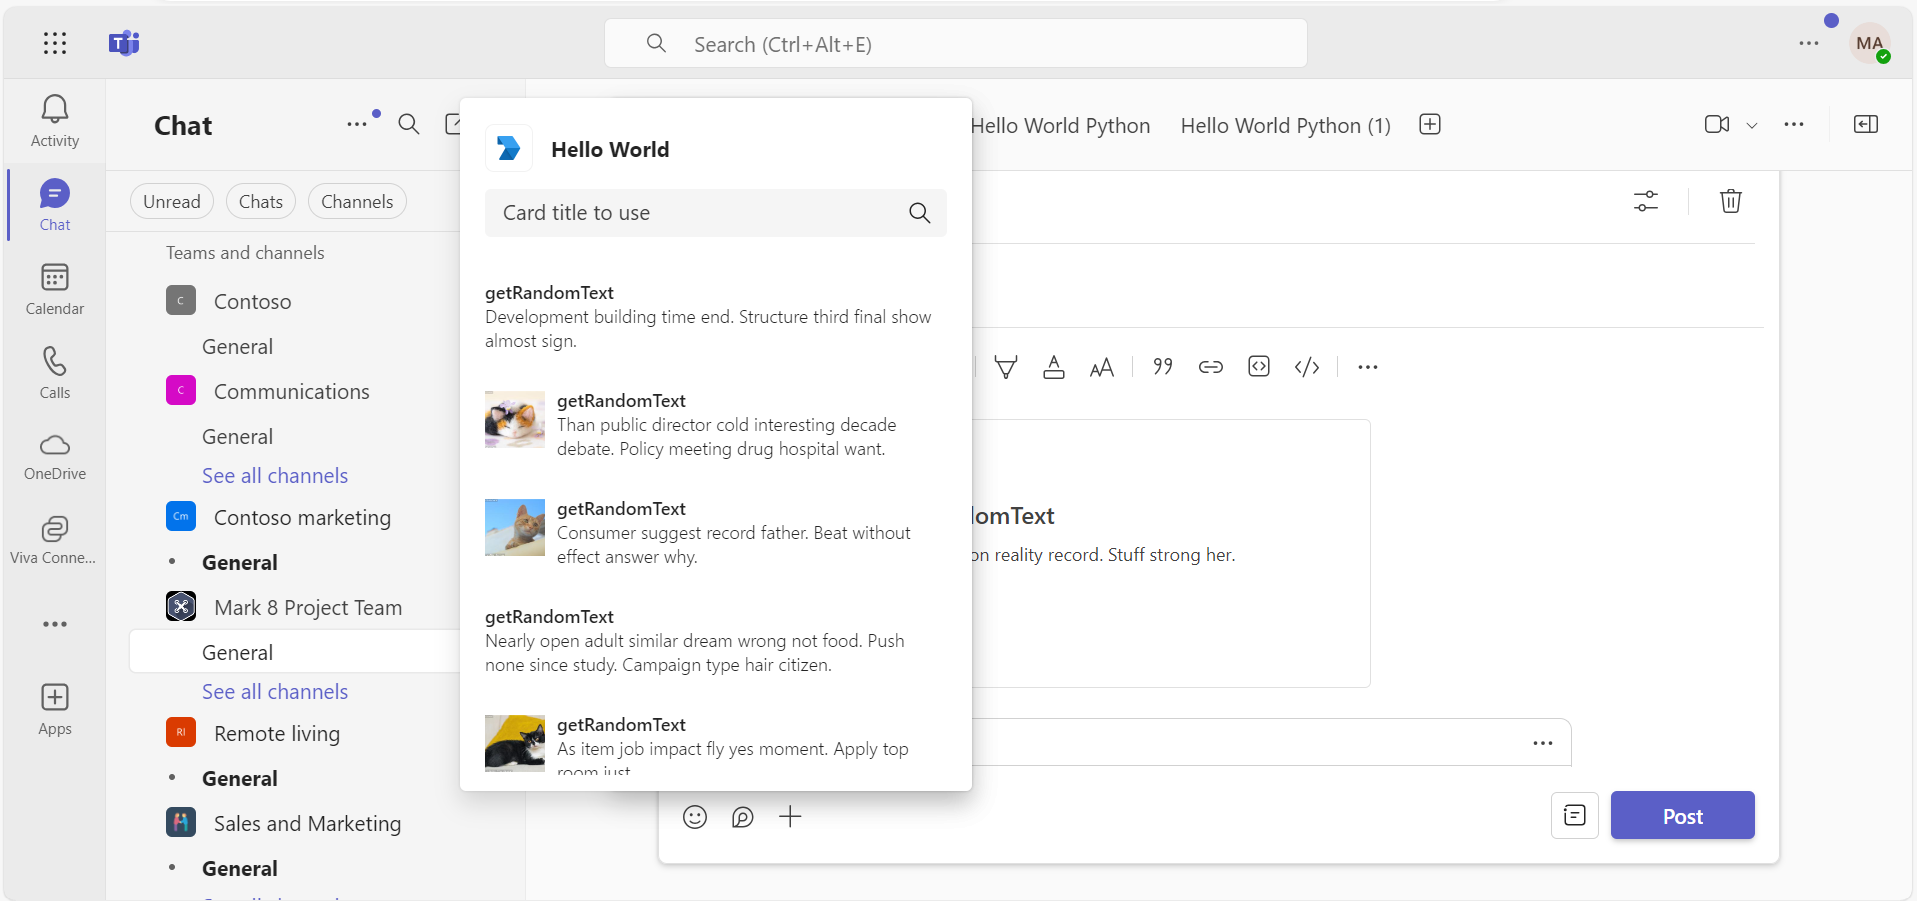 Search (Ctrl+Alt+E)
MA
Activity
Chat
Calendar
Calls
OneDrive
Viva Conne...
Apps
Chat
Unread
Chats
Channels
Teams and channels
C
Contoso
General
C
Communications
General
See all channels
Cm
Contoso marketing
General
Mark 8 Project Team
General
See all channels
Rl
Remote living
General
Sales and Marketing
General
Hello World
Card title to use
getRandomText
Development building time end. Structure third final show
almost sign.
getRandomText
Than public director cold interesting decade
debate. Policy meeting drug hospital want.
getRandomText
Consumer suggest record father. Beat without
effect answer why.
getRandomText
Nearly open adult similar dream wrong not food. Push
none since study. Campaign type hair citizen.
getRandomText
As item job impact fly yes moment. Apply top
room just
Hello World Python
Hello World Python (1)
domText
on reality record. Stuff strong her.
Post